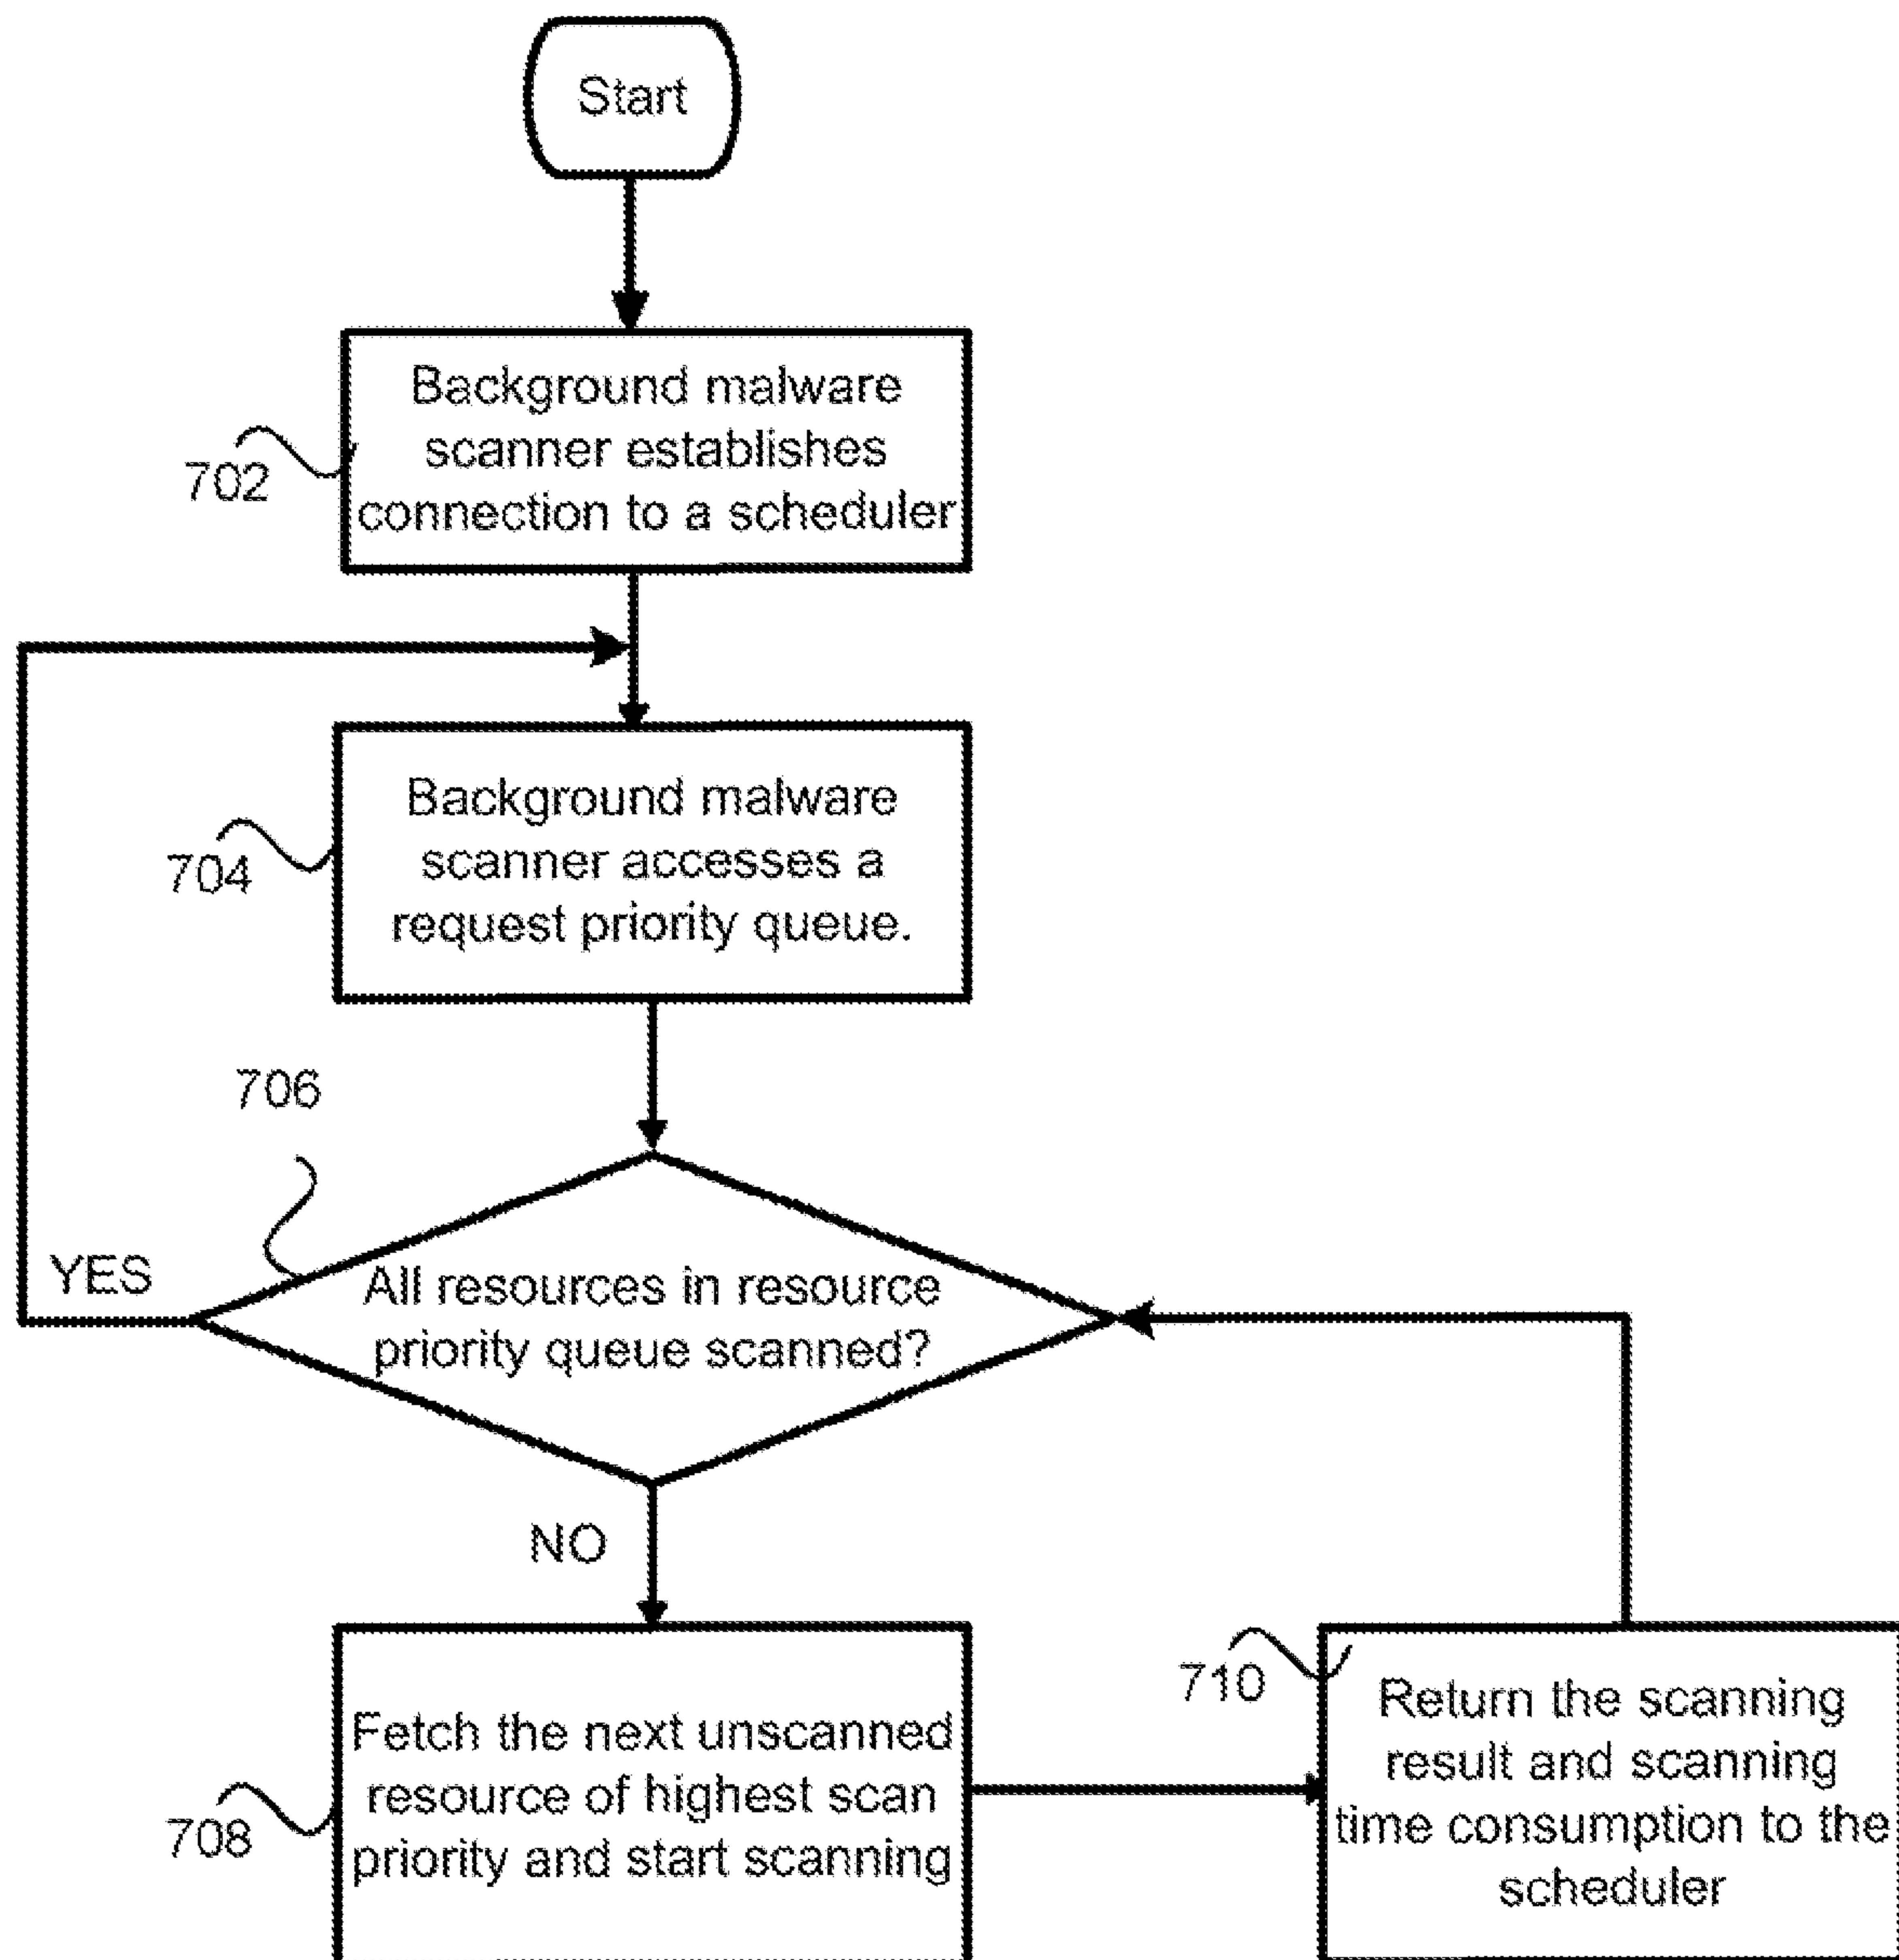 Start
Background malware
scanner establishes
connection to a scheduler
702
Background malware
scanner accesses a
request priority queue.
704
706
YES
All resources in resource
priority queue scanned?
NO
Fetch the next unscanned
resource of highest scan
priority and start scanning
708
710
Return the scanning
result and scanning
time consumption to the
scheduler